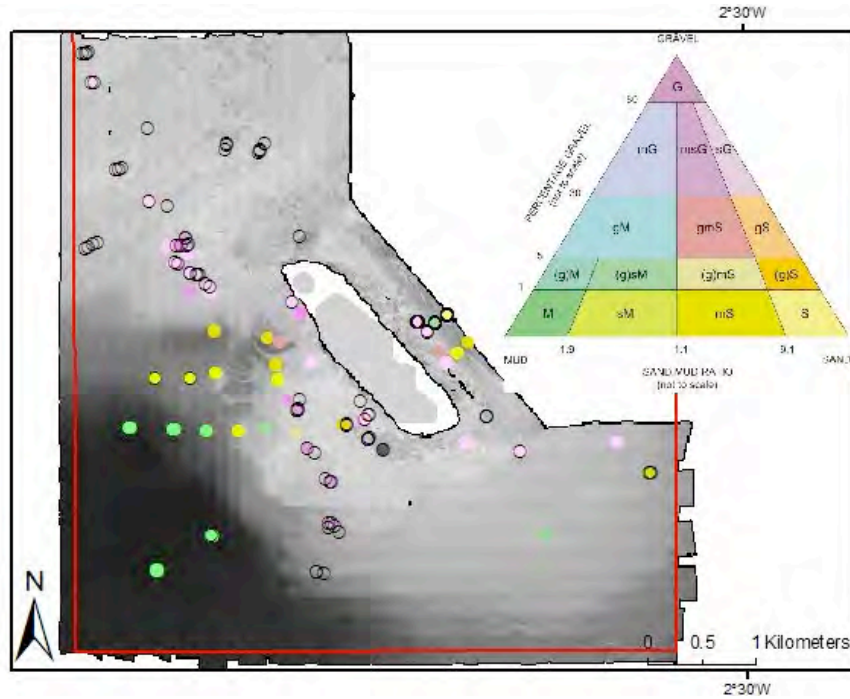 2°30'W
GRAVEL
G
80
PERCENTAGE GRAVEL
(not to scale)
mG
msG
sG
30
gM
gmS
gS
5
(g)M
(g)sM
(g)mS
(g)S
1
M
sM
mS
S
MUD
1:9
1:1
9:1
SAND:MUD RATIO
(not to scale)
N
0 0.5 1 Kilometers
2°30'W